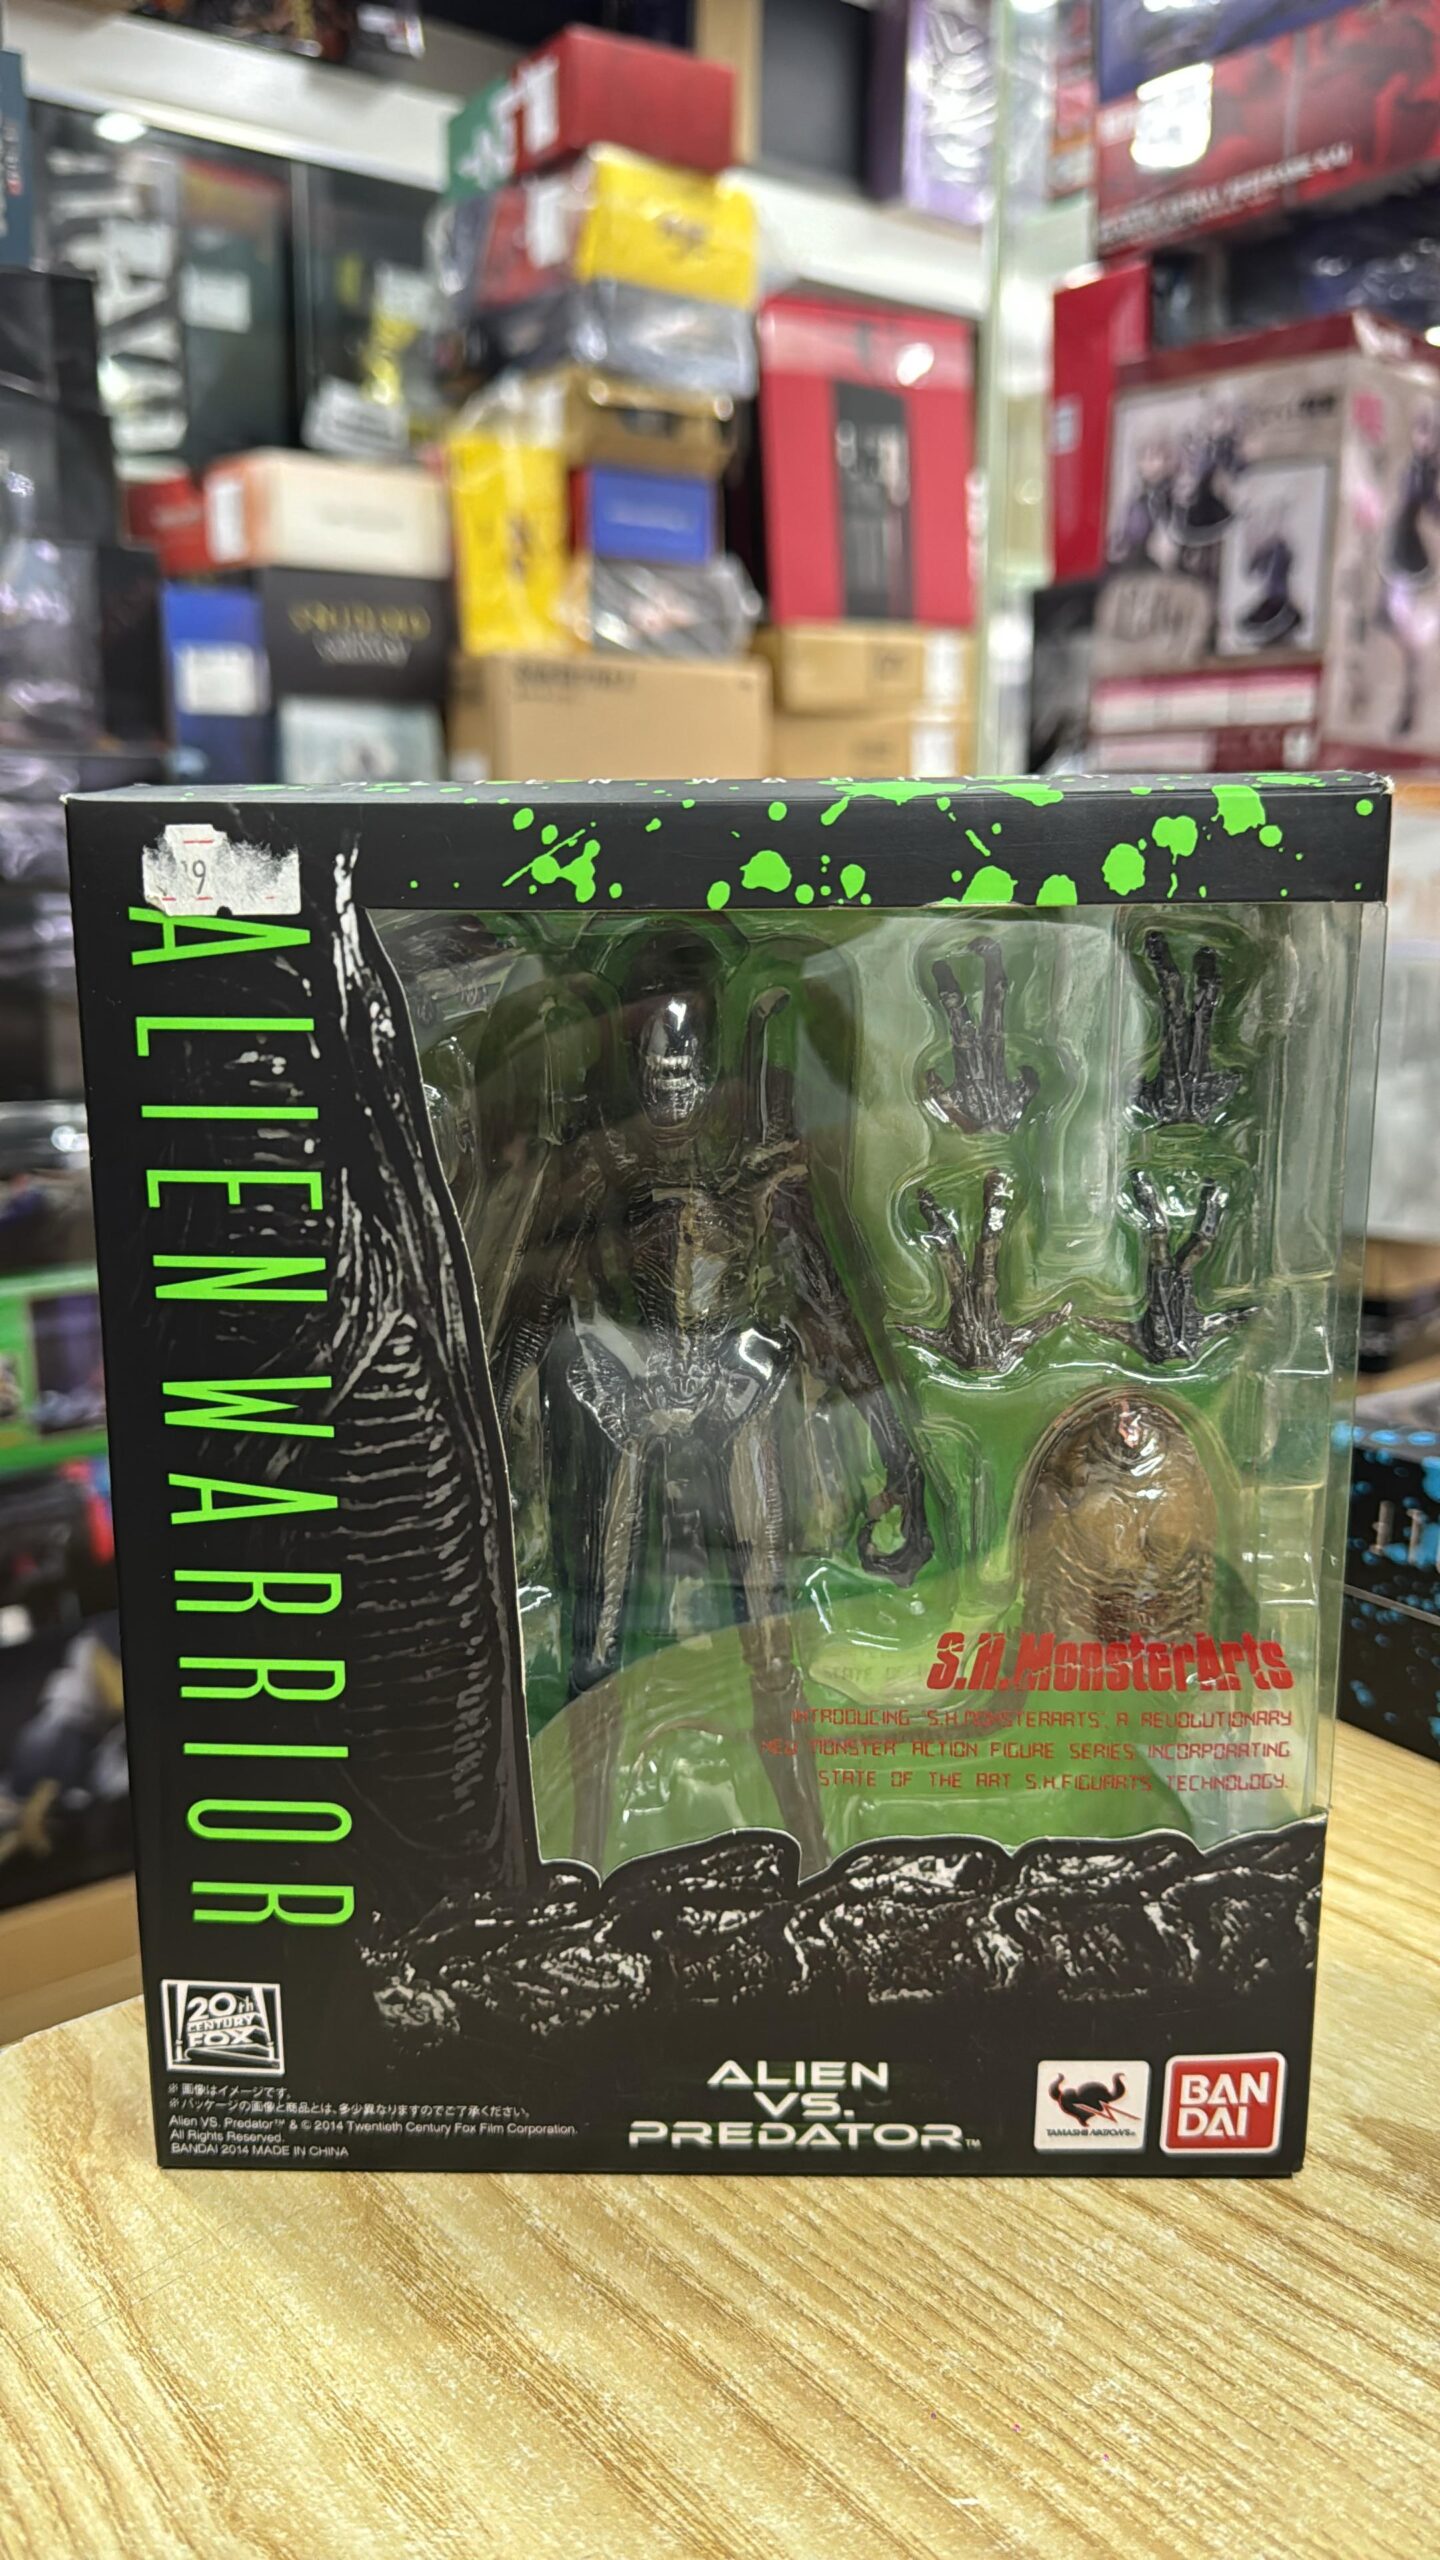 19
ALIEN WARRIOR
S.H.MonsterArts
INTRODUCING "S.H.MONSTERARTS", A REVOLUTIONARY
NEW MONSTER ACTION FIGURE SERIES INCORPORATING
STATE OF THE ART S.H.FIGUARTS TECHNOLOGY.
20th
CENTURY
FOX
※画像はイメージです。
※パッケージの画像と商品とは、多少異なりますのでご了承ください。
Alien VS. Predator™ & © 2014 Twentieth Century Fox Film Corporation.
All Rights Reserved.
BANDAI 2014 MADE IN CHINA
ALIEN
VS.
PREDATOR™
TAMASHII NATIONS
BAN
DAI